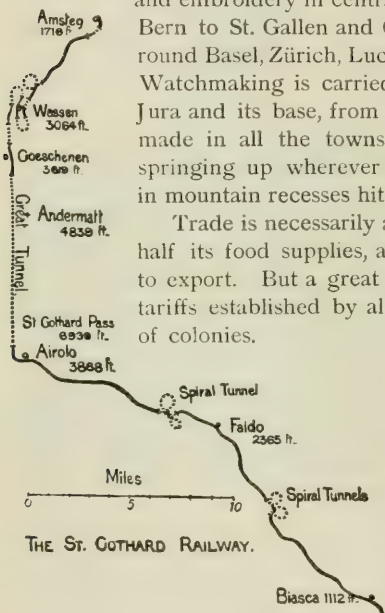 and embroidery in centr
Bern to St. Gallen and
round Basel, Zürich, Luc
Watchmaking is carried
Jura and its base, from
made in all the towns
springing up wherever
in mountain recesses hit
Trade is necessarily a
half its food supplies, a
to export. But a great
tariffs established by al
of colonies.
Amsteg
1718 ft.
Wassen
3064 ft.
Goeschenen
Great Tunnel
Andermatt
4839 ft.
St Gothard Pass
6939 ft.
Airolo
3868 ft.
Spiral Tunnel
Faido
2365 ft.
Miles
0 5 10
Spiral Tunnels
THE ST. GOTHARD RAILWAY.
Biasca 1112 ft.